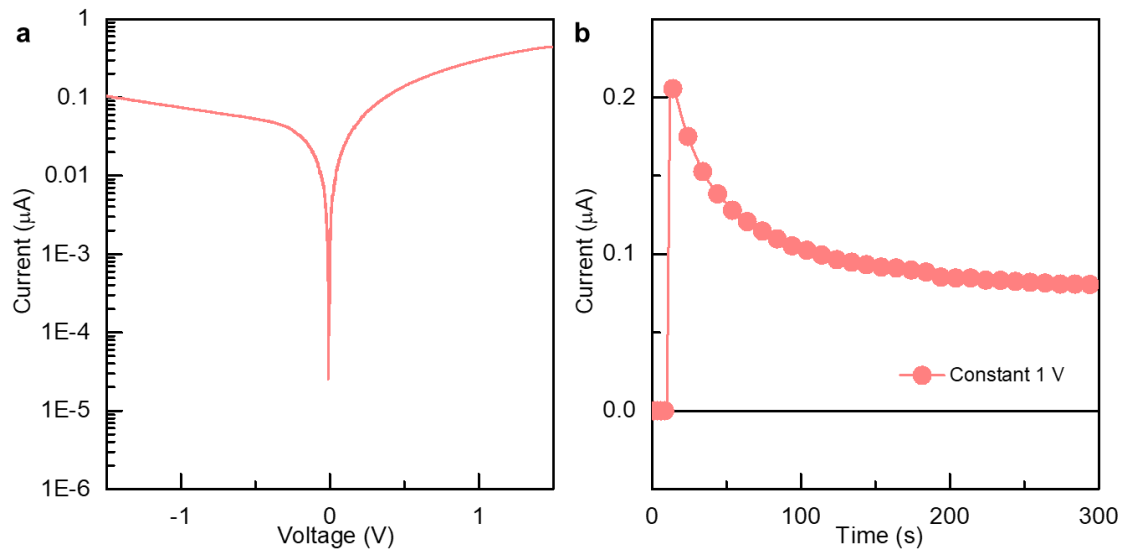 a
1
0.1
0.01
1E-3
1E-4
1E-5
1E-6
Current (μA)
-1
0
1
Voltage (V)
b
0.2
0.1
0.0
Current (μA)
Constant 1 V
0
100
200
300
Time (s)